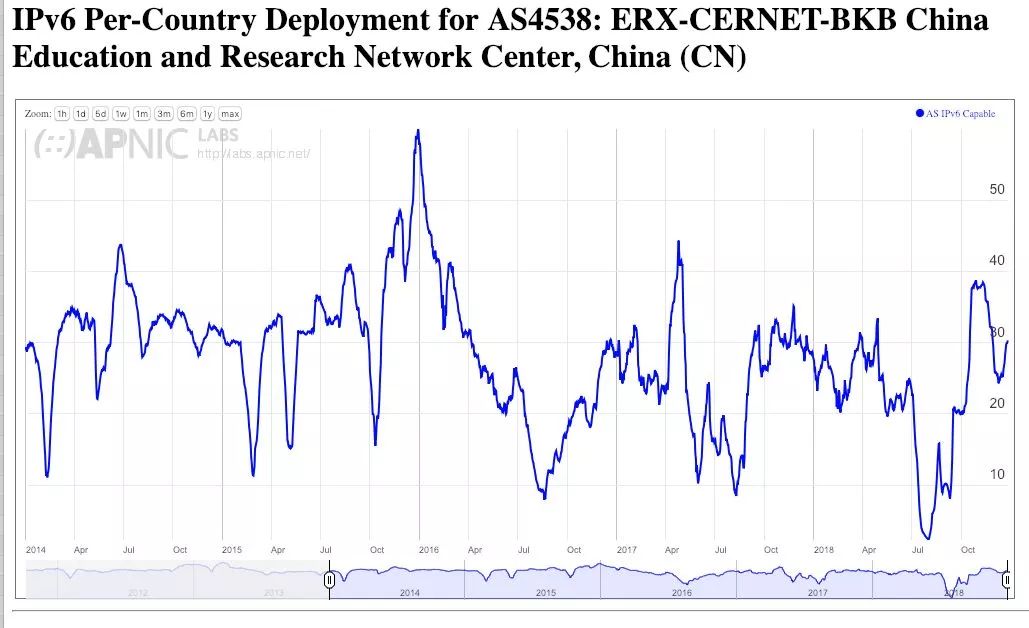 IPv6 Per-Country Deployment for AS4538: ERX-CERNET-BKB China
Education and Research Network Center, China (CN)
Zoom: 1h 1d 5d 1w 1m 3m 6m 1y max
AS IPv6 Capable
(::)APNIC LABS
http://labs.apnic.net/
50
40
30
20
10
2014 Apr Jul Oct 2015 Apr Jul Oct 2016 Apr Jul Oct 2017 Apr Jul Oct 2018 Apr Jul Oct
2012 2013 2014 2015 2016 2017 2018